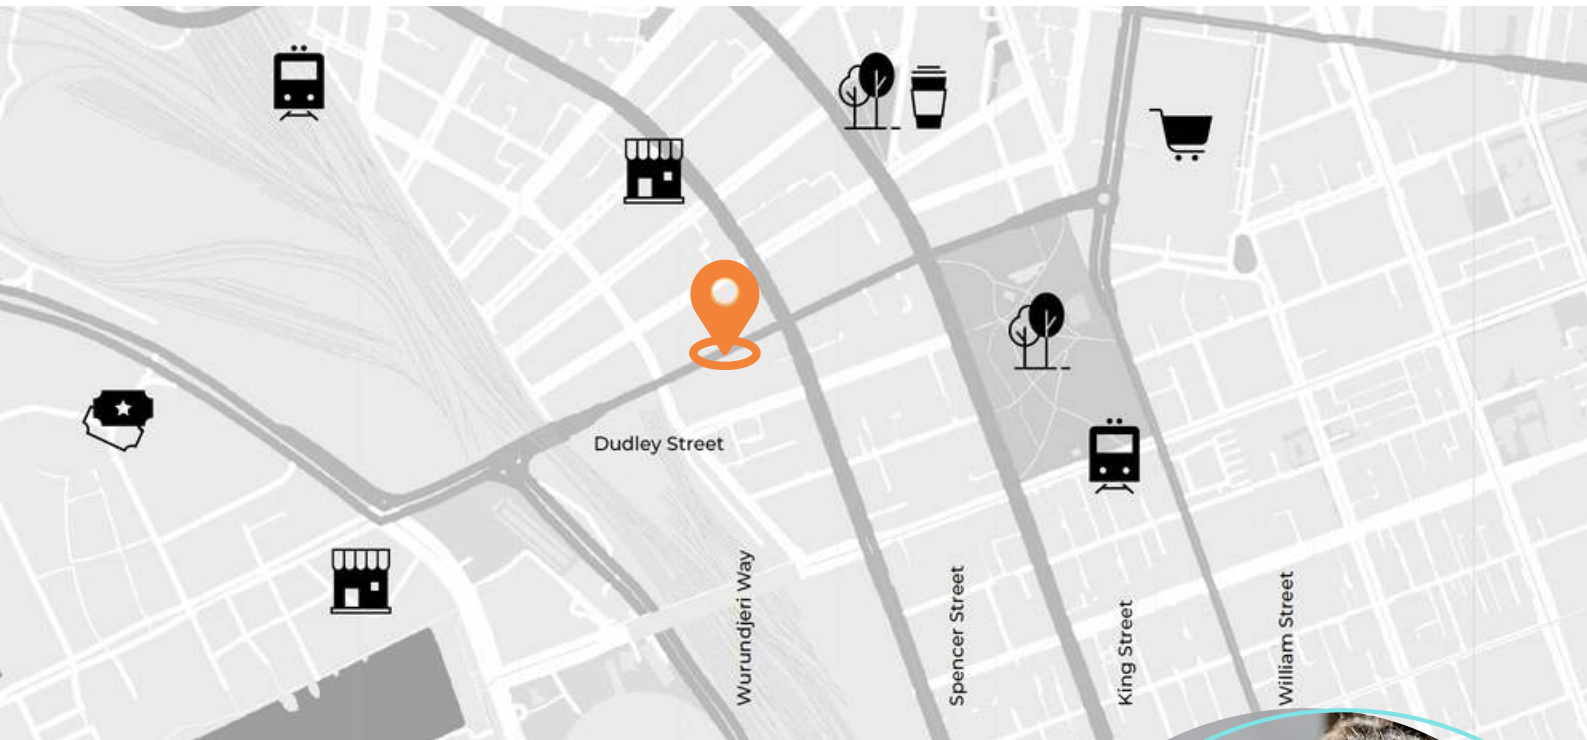 Dudley Street
Wurundjeri Way
Spencer Street
King Street
William Street